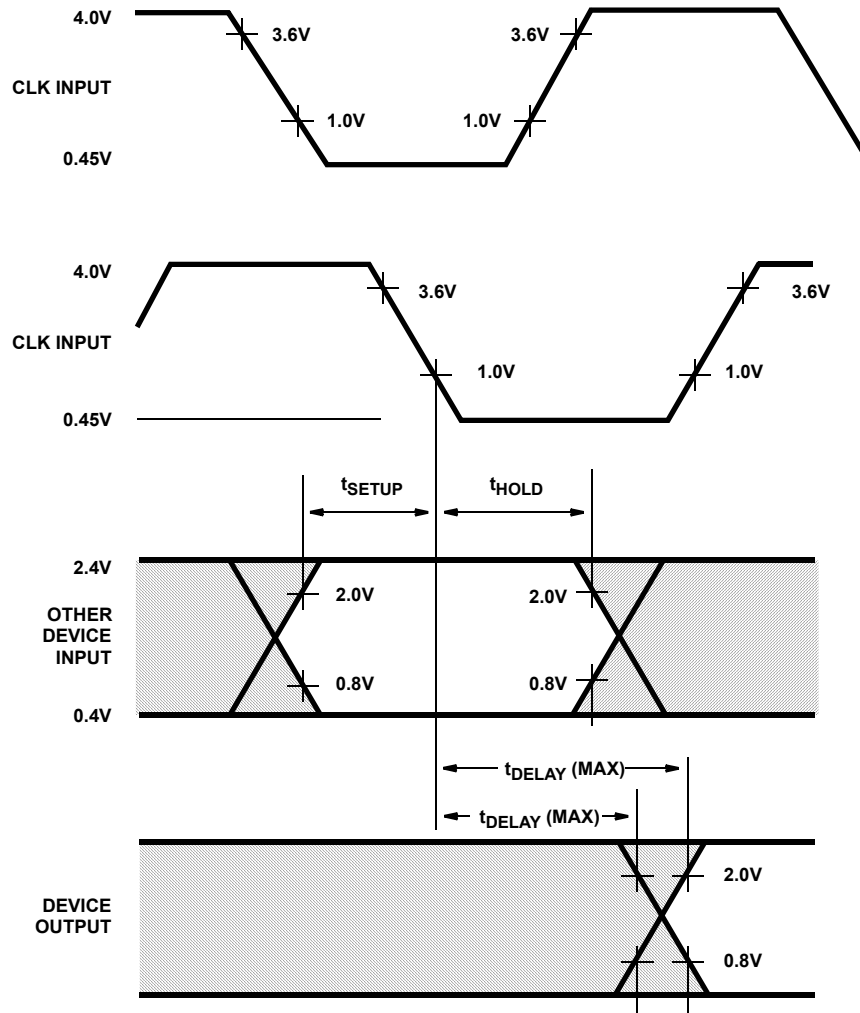 4.0V
3.6V
3.6V
CLK INPUT
1.0V
1.0V
0.45V
4.0V
3.6V
3.6V
CLK INPUT
1.0V
1.0V
0.45V
tSETUP
tHOLD
2.4V
2.0V
2.0V
OTHER
DEVICE
INPUT
0.8V
0.8V
0.4V
tDELAY (MAX)
tDELAY (MAX)
2.0V
DEVICE
OUTPUT
0.8V